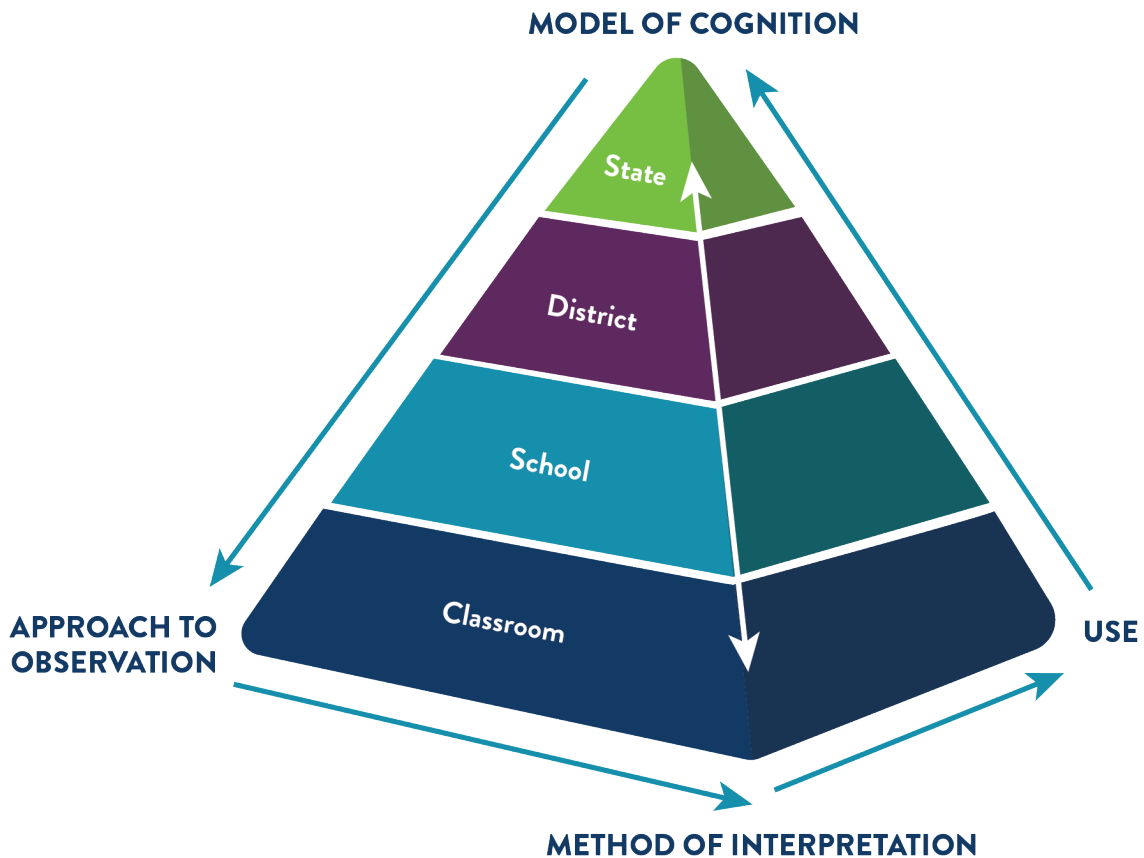 MODEL OF COGNITION
State
District
School
Classroom
APPROACH TO
OBSERVATION
USE
METHOD OF INTERPRETATION